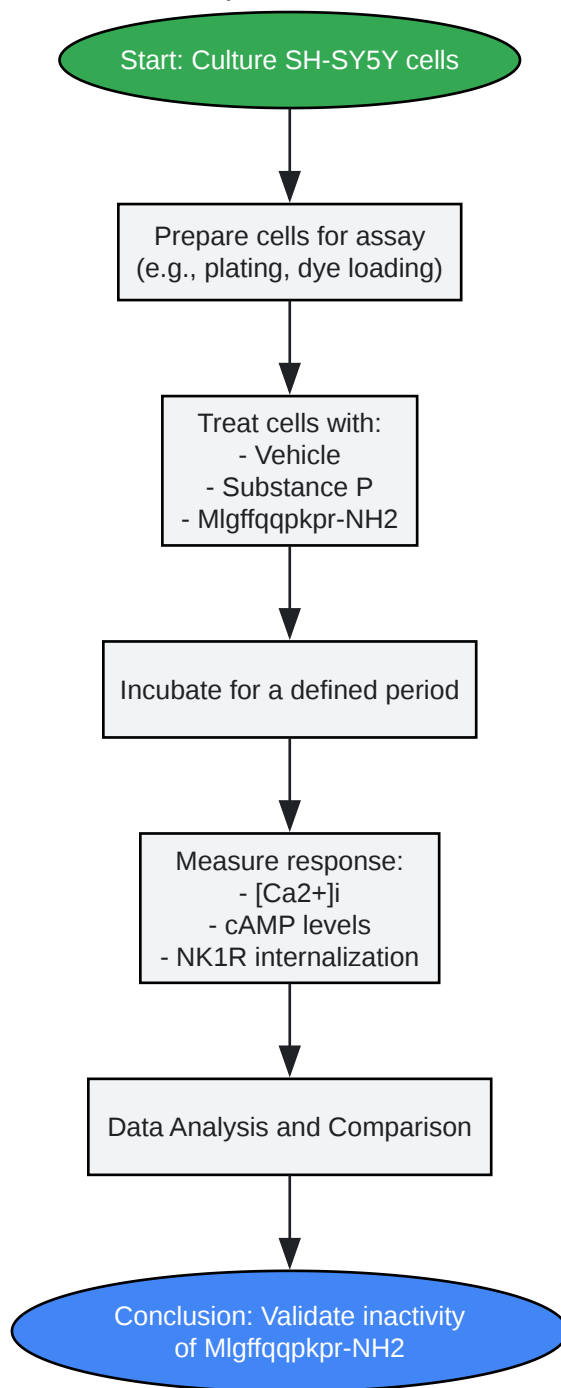 Start: Culture SH-SY5Y cells
Prepare cells for assay
(e.g., plating, dye loading)
Treat cells with:
- Vehicle
- Substance P
- Mlgffqqpkpr-NH2
Incubate for a defined period
Measure response:
- [Ca2+]i
- cAMP levels
- NK1R internalization
Data Analysis and Comparison
Conclusion: Validate inactivity
of Mlgffqqpkpr-NH2